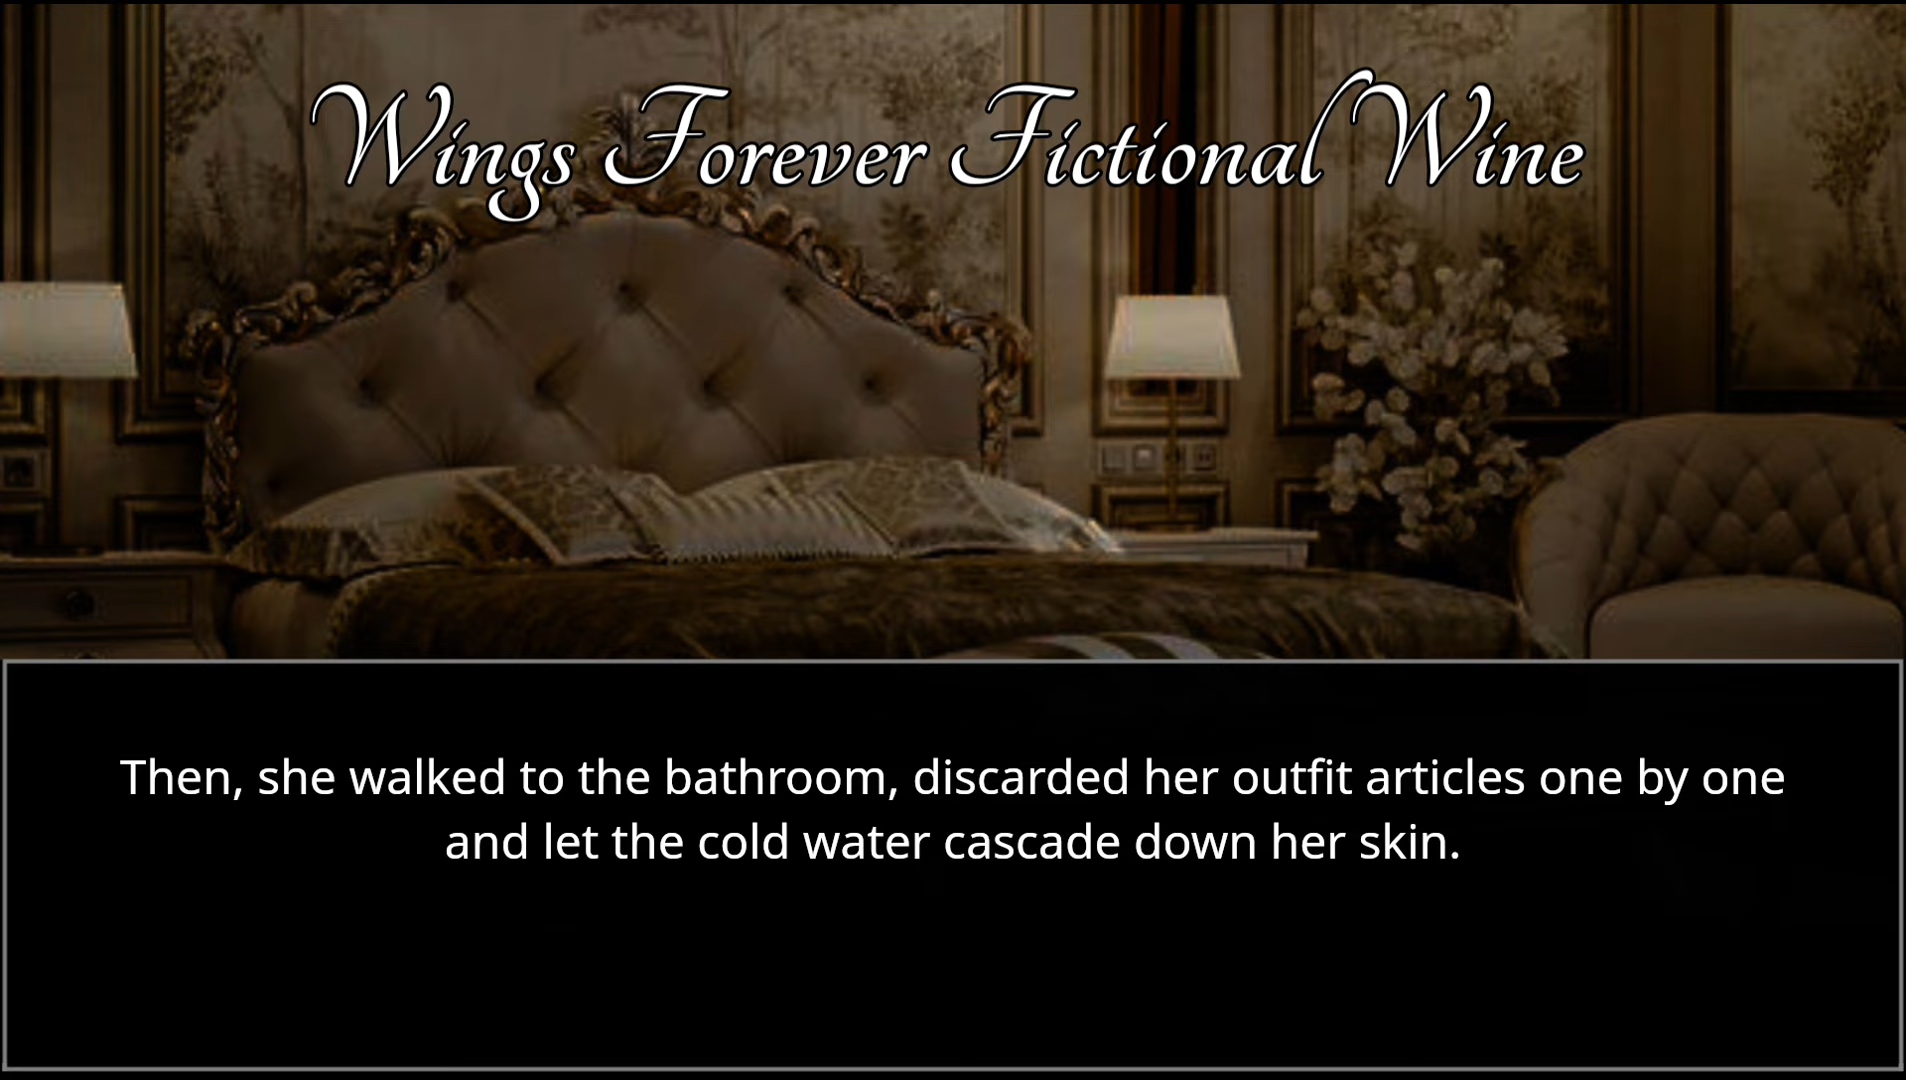 Wings Forever Fictional Wine
Then, she walked to the bathroom, discarded her outfit articles one by one
and let the cold water cascade down her skin.